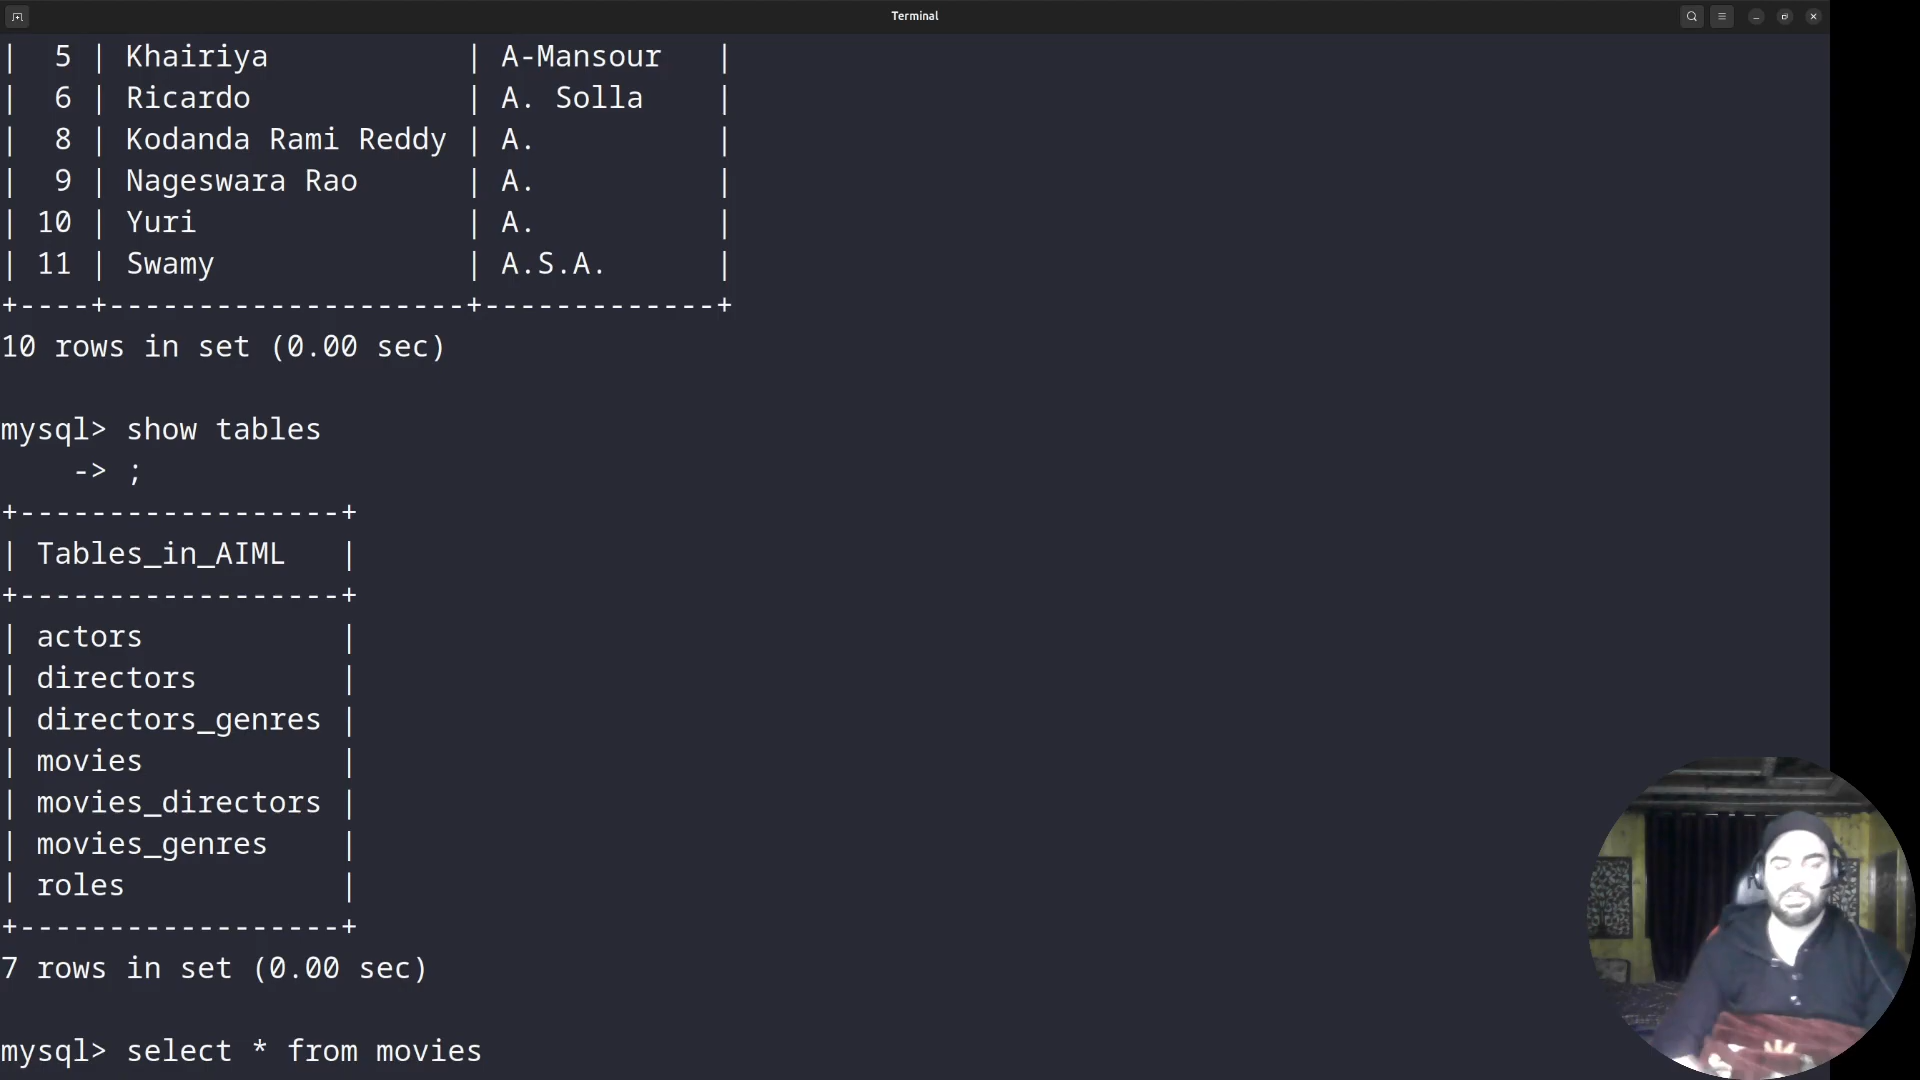 Terminal
|  5 | Khairiya           | A-Mansour   |
|  6 | Ricardo            | A. Solla    |
|  8 | Kodanda Rami Reddy | A.          |
|  9 | Nageswara Rao      | A.          |
| 10 | Yuri               | A.          |
| 11 | Swamy              | A.S.A.      |
+----+--------------------+-------------+
10 rows in set (0.00 sec)
mysql> show tables
    -> ;
+------------------+
| Tables_in_AIML   |
+------------------+
| actors           |
| directors        |
| directors_genres |
| movies           |
| movies_directors |
| movies_genres    |
| roles            |
+------------------+
7 rows in set (0.00 sec)
mysql> select * from movies